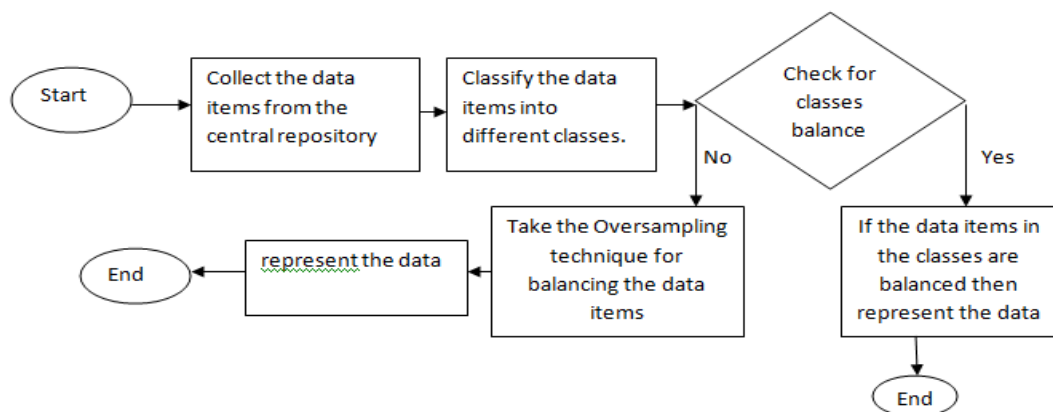 Start
Collect the data
items from the
central repository
Classify the data
items into
different classes.
Check for
classes
balance
No
Yes
Take the Oversampling
technique for
balancing the data
items
represent the data
End
If the data items in
the classes are
balanced then
represent the data
End